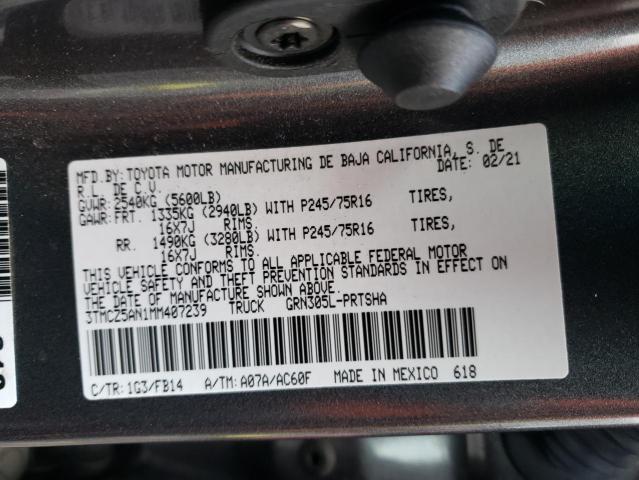 MFD.BY:TOYOTA MOTOR MANUFACTURING DE BAJA CALIFORNIA, S. DE
R.L. DE C.V. DATE: 02/21
GVWR: 2540KG (5600LB)
GAWR:FRT. 1335KG (2940LB) WITH P245/75R16 TIRES,
16X7J RIMS.
RR. 1490KG (3280LB) WITH P245/75R16 TIRES,
16X7J RIMS.
THIS VEHICLE CONFORMS TO ALL APPLICABLE FEDERAL MOTOR
VEHICLE SAFETY AND THEFT PREVENTION STANDARDS IN EFFECT ON
THE DATE OF MANUFACTURE SHOWN ABOVE.
3TMCZ5AN1MM407239 TRUCK GRN305L-PRTSHA
C/TR:1G3/FB14 A/TM:A07A/AC60F MADE IN MEXICO 618